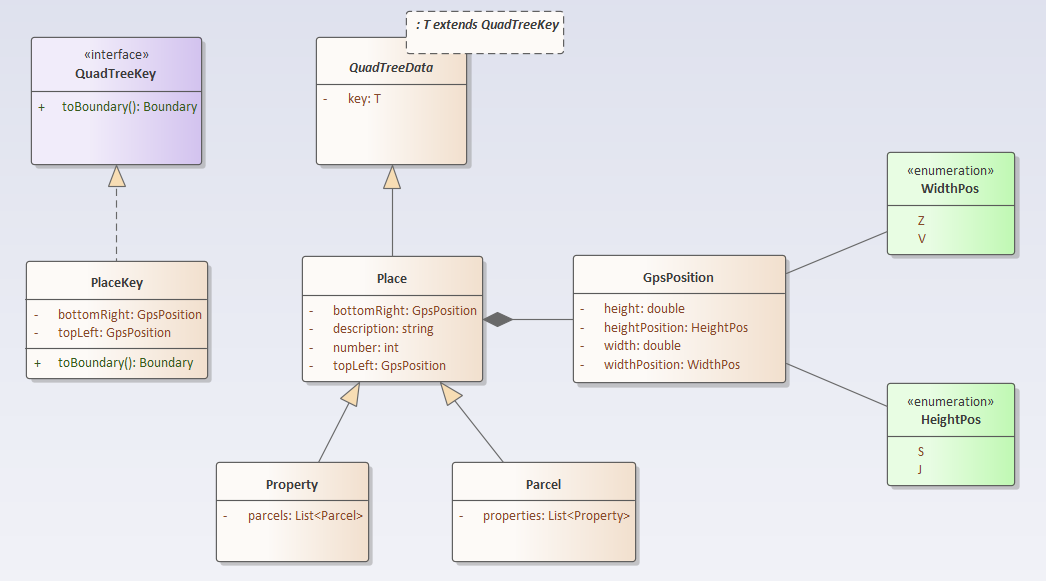 : T extends QuadTreeKey
«interface»
QuadTreeKey
+ toBoundary(): Boundary
QuadTreeData
- key: T
«enumeration»
WidthPos
Z
V
PlaceKey
- bottomRight: GpsPosition
- topLeft: GpsPosition
+ toBoundary(): Boundary
Place
- bottomRight: GpsPosition
- description: string
- number: int
- topLeft: GpsPosition
GpsPosition
- height: double
- heightPosition: HeightPos
- width: double
- widthPosition: WidthPos
«enumeration»
HeightPos
S
J
Property
- parcels: List<Parcel>
Parcel
- properties: List<Property>